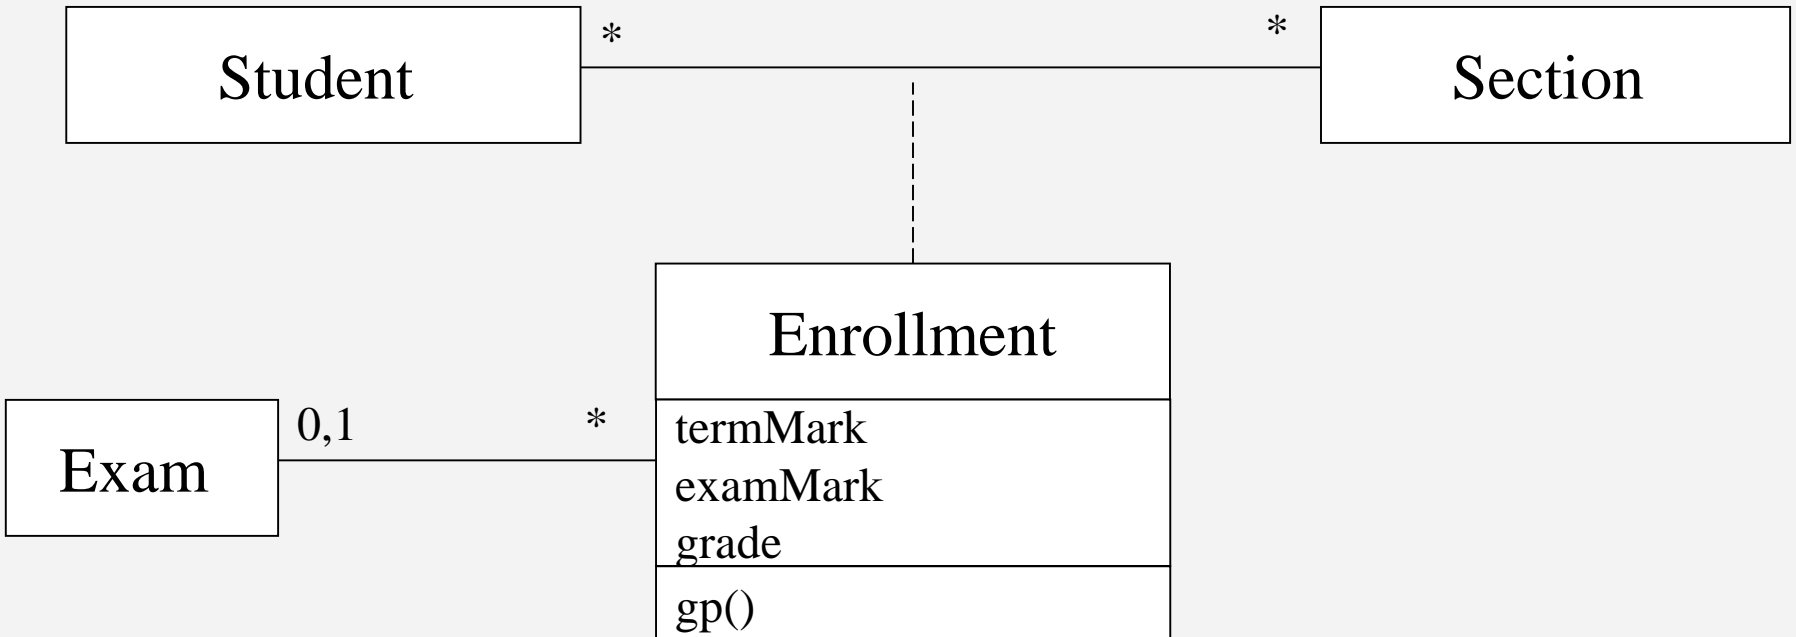 Student
*
*
Section
Enrollment
Exam
0,1
*
termMark
examMark
grade
gp()